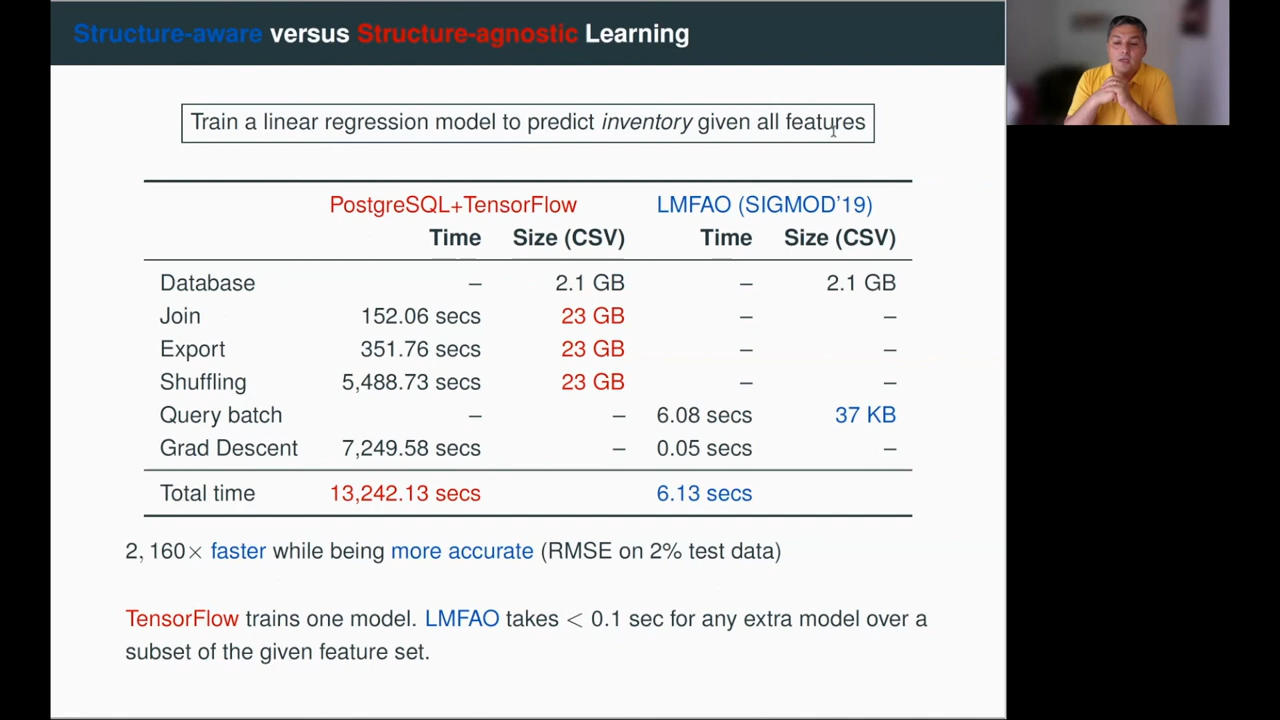 Structure-aware versus Structure-agnostic Learning
Train a linear regression model to predict inventory given all features
PostgreSQL+TensorFlow LMFAO (SIGMOD'19)
Time Size (CSV) Time Size (CSV)
Database – 2.1 GB – 2.1 GB
Join 152.06 secs 23 GB – –
Export 351.76 secs 23 GB – –
Shuffling 5,488.73 secs 23 GB – –
Query batch – – 6.08 secs 37 KB
Grad Descent 7,249.58 secs – 0.05 secs –
Total time 13,242.13 secs 6.13 secs
2, 160× faster while being more accurate (RMSE on 2% test data)
TensorFlow trains one model. LMFAO takes < 0.1 sec for any extra model over a
subset of the given feature set.